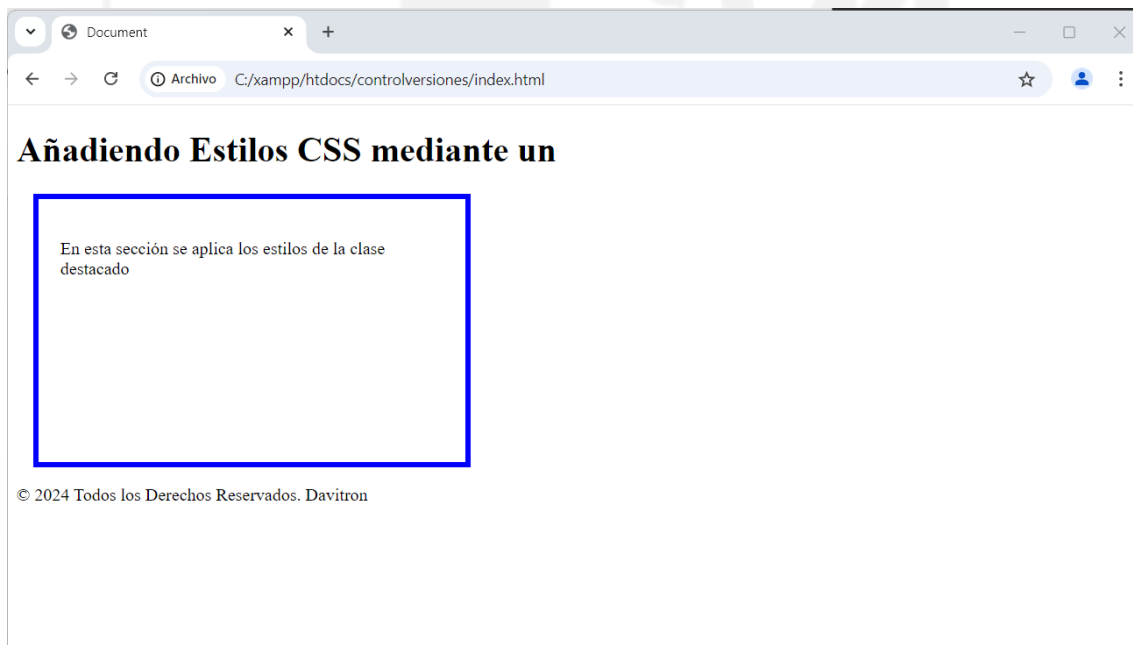 Document
Archivo C:/xampp/htdocs/controlversiones/index.html
Añadiendo Estilos CSS mediante un
En esta sección se aplica los estilos de la clase
destacado
© 2024 Todos los Derechos Reservados. Davitron